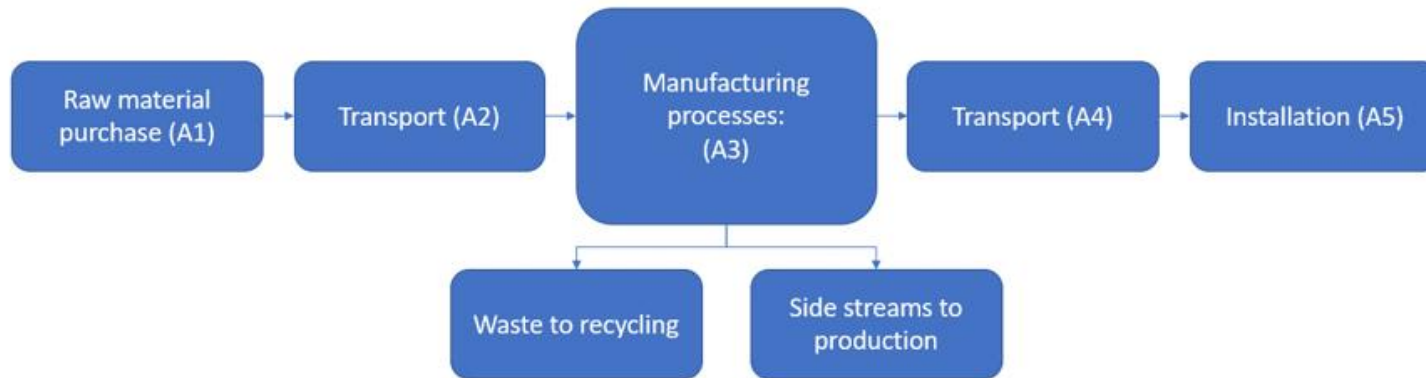 Raw material
purchase (A1)
Transport (A2)
Manufacturing
processes:
(A3)
Transport (A4)
Installation (A5)
Waste to recycling
Side streams to
production